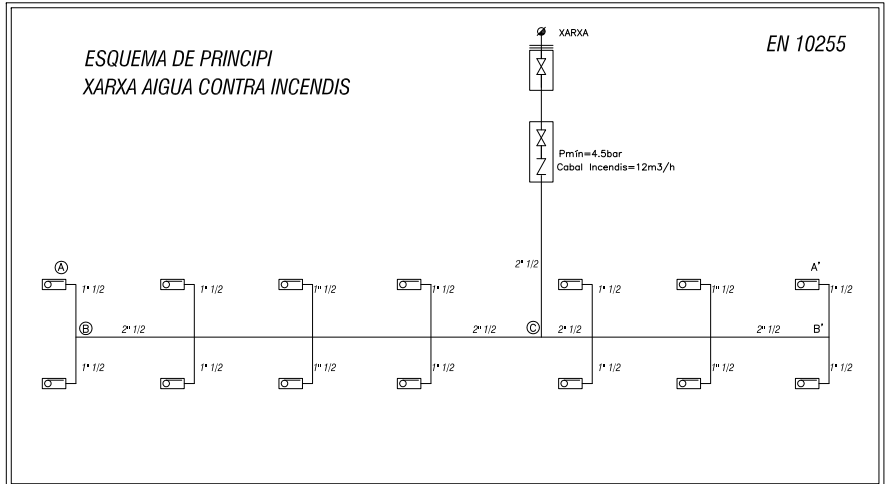 ESQUEMA DE PRINCIPI
XARXA AIGUA CONTRA INCENDIS
XARXA
EN 10255
Pmín=4.5bar
Cabal Incendis=12m3/h
2" 1/2
A
A'
1" 1/2
1" 1/2
1" 1/2
1" 1/2
1" 1/2
1" 1/2
1" 1/2
B
2" 1/2
2" 1/2
C
2" 1/2
2" 1/2
B'
1" 1/2
1" 1/2
1" 1/2
1" 1/2
1" 1/2
1" 1/2
1" 1/2